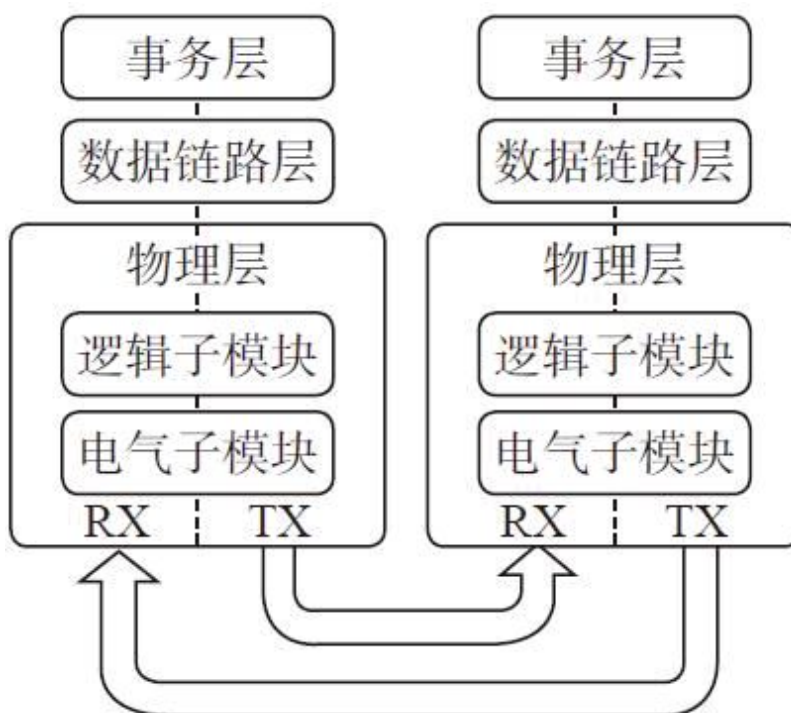 事务层
数据链路层
物理层
逻辑子模块
电气子模块
RX TX
事务层
数据链路层
物理层
逻辑子模块
电气子模块
RX TX